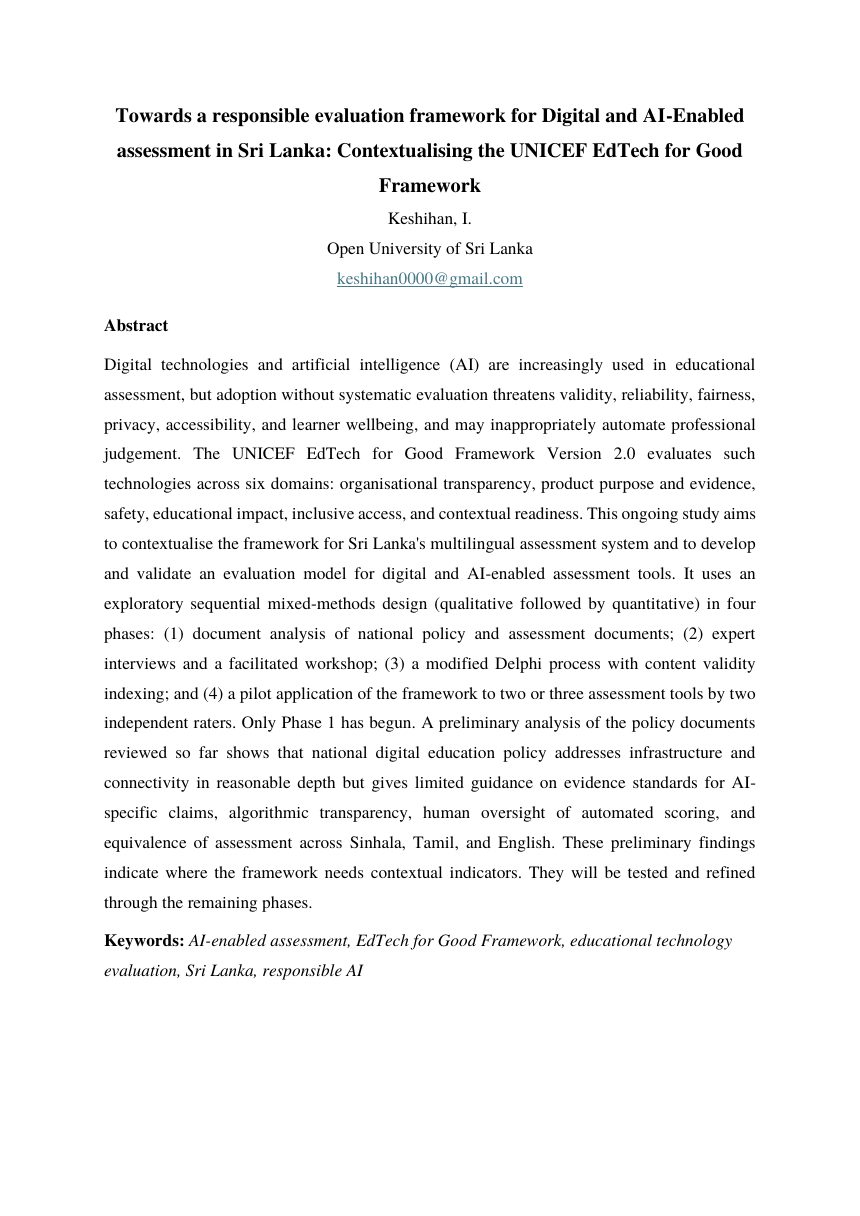 Towards a responsible evaluation framework for Digital and AI-Enabled
assessment in Sri Lanka: Contextualising the UNICEF EdTech for Good
Framework
Keshihan, I.
Open University of Sri Lanka
keshihan0000@gmail.com
Abstract
Digital technologies and artificial intelligence (AI) are increasingly used in educational
assessment, but adoption without systematic evaluation threatens validity, reliability, fairness,
privacy, accessibility, and learner wellbeing, and may inappropriately automate professional
judgement. The UNICEF EdTech for Good Framework Version 2.0 evaluates such
technologies across six domains: organisational transparency, product purpose and evidence,
safety, educational impact, inclusive access, and contextual readiness. This ongoing study aims
to contextualise the framework for Sri Lanka's multilingual assessment system and to develop
and validate an evaluation model for digital and AI-enabled assessment tools. It uses an
exploratory sequential mixed-methods design (qualitative followed by quantitative) in four
phases: (1) document analysis of national policy and assessment documents; (2) expert
interviews and a facilitated workshop; (3) a modified Delphi process with content validity
indexing; and (4) a pilot application of the framework to two or three assessment tools by two
independent raters. Only Phase 1 has begun. A preliminary analysis of the policy documents
reviewed so far shows that national digital education policy addresses infrastructure and
connectivity in reasonable depth but gives limited guidance on evidence standards for AI-
specific claims, algorithmic transparency, human oversight of automated scoring, and
equivalence of assessment across Sinhala, Tamil, and English. These preliminary findings
indicate where the framework needs contextual indicators. They will be tested and refined
through the remaining phases.
Keywords: AI-enabled assessment, EdTech for Good Framework, educational technology
evaluation, Sri Lanka, responsible AI